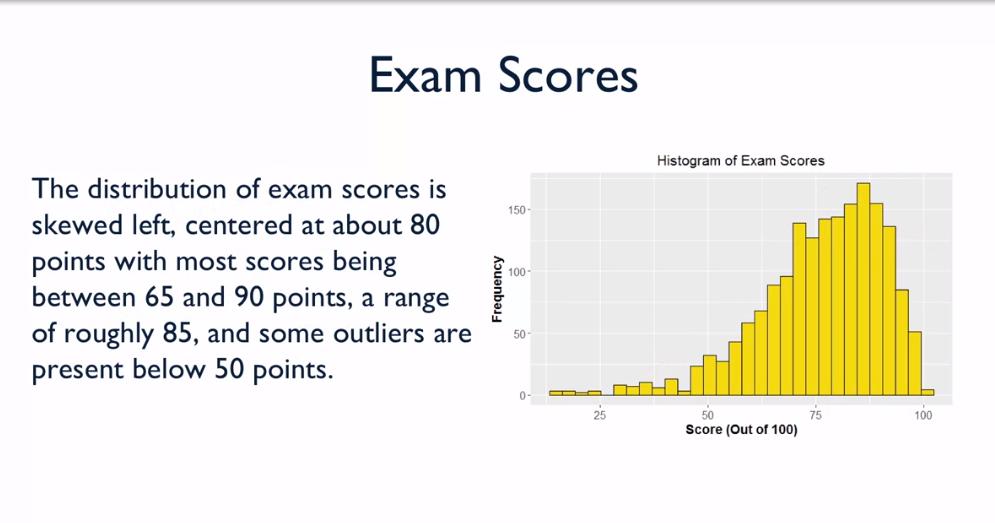 Exam Scores
The distribution of exam scores is
skewed left, centered at about 80
points with most scores being
between 65 and 90 points, a range
of roughly 85, and some outliers are
present below 50 points.
Histogram of Exam Scores
Frequency
150
100
50
0
25 50 75 100
Score (Out of 100)